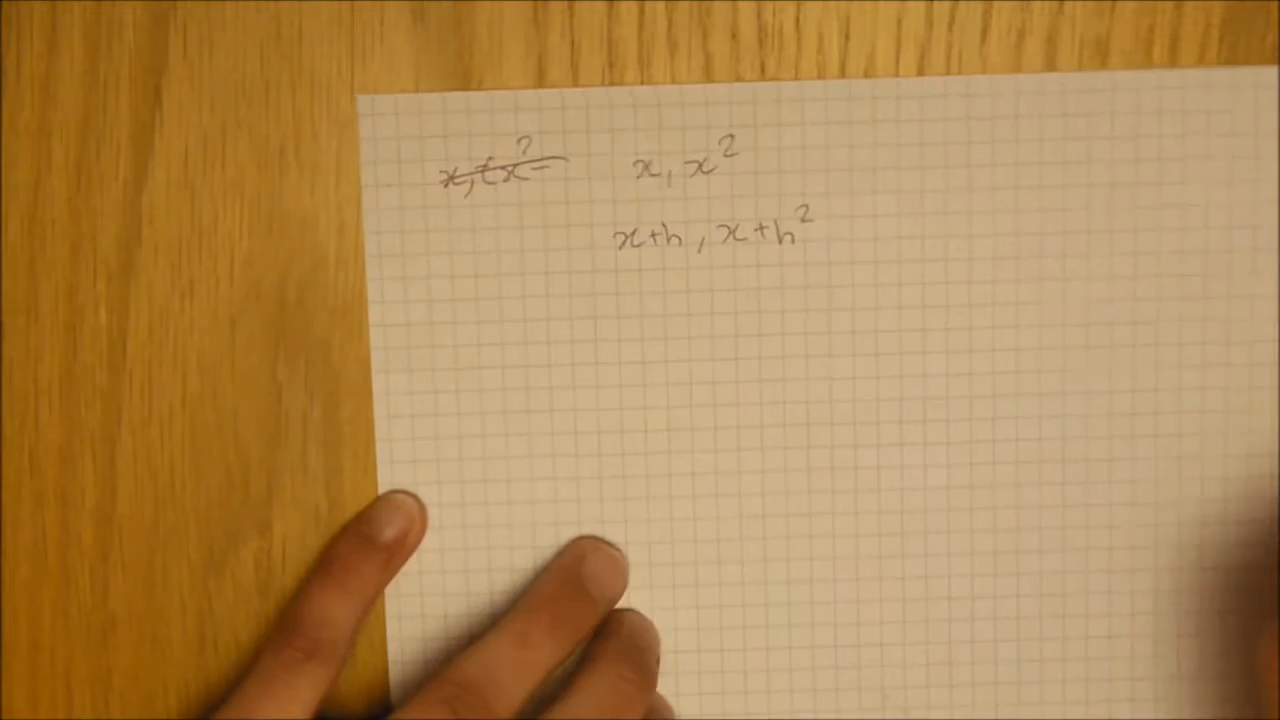 x, x²
x+h, x+h²